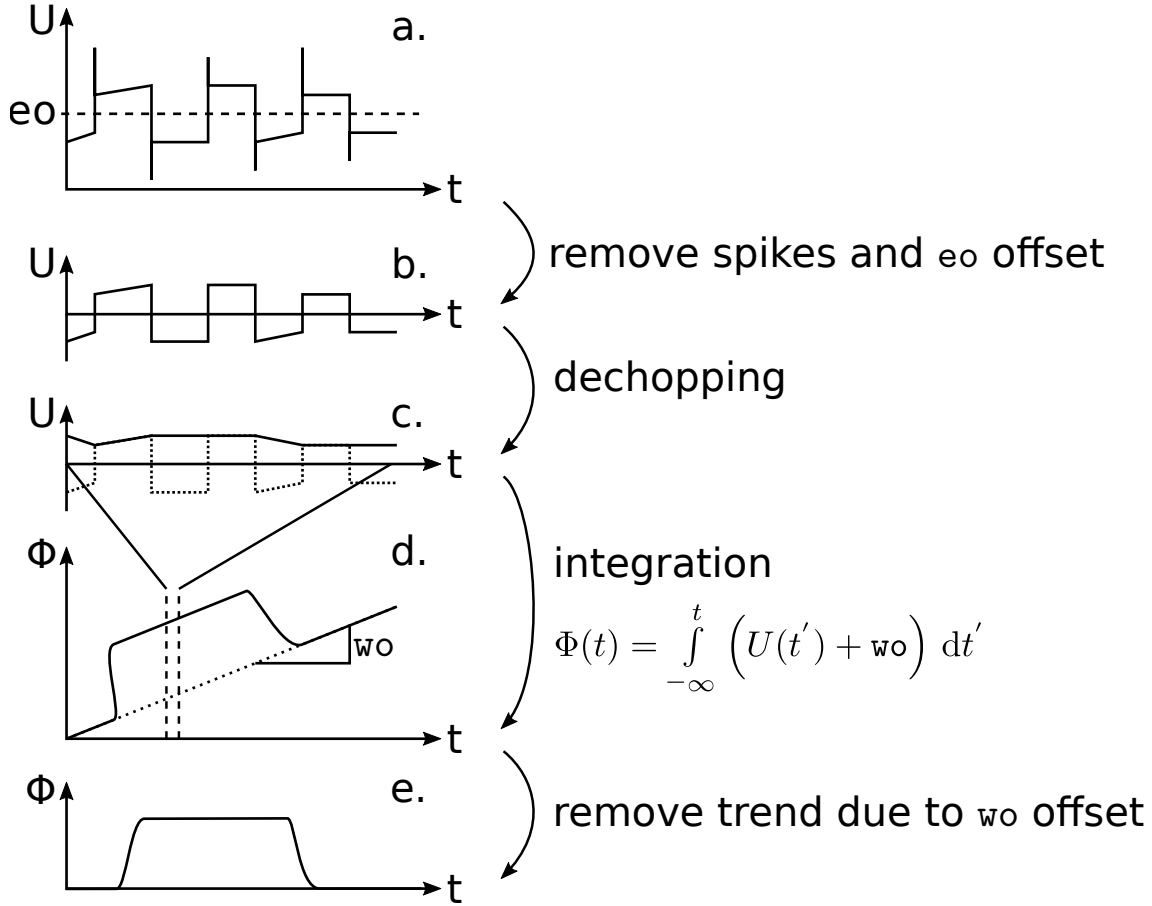 U
a.
eo
t
remove spikes and eo offset
U
b.
t
dechopping
U
c.
t
Φ
d.
integration
Φ(t) = ∫_{-∞}^{t} (U(t′) + wo) dt′
wo
t
Φ
e.
remove trend due to wo offset
t